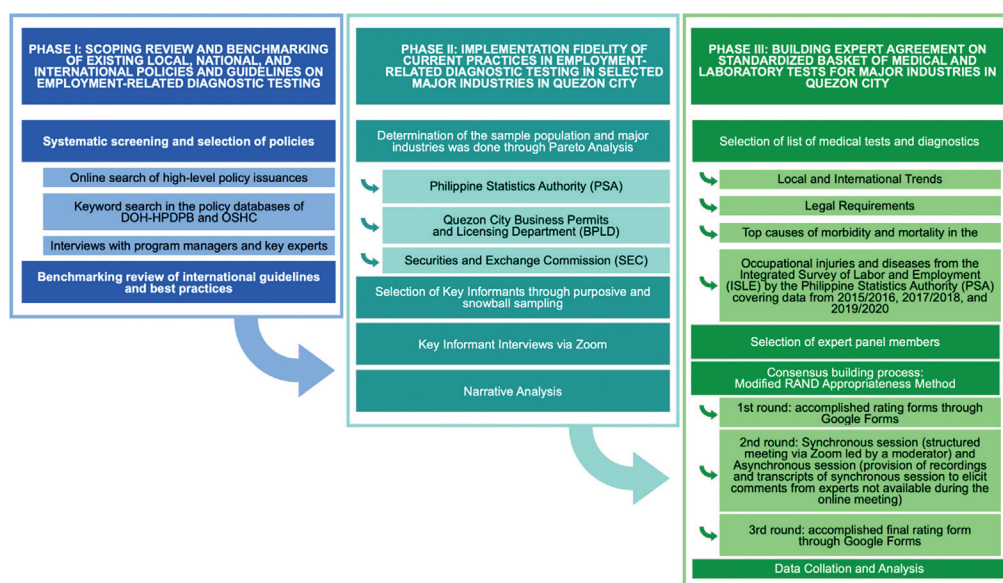 PHASE I: SCOPING REVIEW AND BENCHMARKING
OF EXISTING LOCAL, NATIONAL, AND
INTERNATIONAL POLICIES AND GUIDELINES ON
EMPLOYMENT-RELATED DIAGNOSTIC TESTING
Systematic screening and selection of policies
Online search of high-level policy issuances
Keyword search in the policy databases of
DOH-HPDPB and OSHC
Interviews with program managers and key experts
Benchmarking review of international guidelines
and best practices
PHASE II: IMPLEMENTATION FIDELITY OF
CURRENT PRACTICES IN EMPLOYMENT-
RELATED DIAGNOSTIC TESTING IN SELECTED
MAJOR INDUSTRIES IN QUEZON CITY
Determination of the sample population and major
industries was done through Pareto Analysis
Philippine Statistics Authority (PSA)
Quezon City Business Permits
and Licensing Department (BPLD)
Securities and Exchange Commission (SEC)
Selection of Key Informants through purposive and
snowball sampling
Key Informant Interviews via Zoom
Narrative Analysis
PHASE III: BUILDING EXPERT AGREEMENT ON
STANDARDIZED BASKET OF MEDICAL AND
LABORATORY TESTS FOR MAJOR INDUSTRIES IN
QUEZON CITY
Selection of list of medical tests and diagnostics
Local and International Trends
Legal Requirements
Top causes of morbidity and mortality in the
Occupational injuries and diseases from the
Integrated Survey of Labor and Employment
(ISLE) by the Philippine Statistics Authority (PSA)
covering data from 2015/2016, 2017/2018, and
2019/2020
Selection of expert panel members
Consensus building process:
Modified RAND Appropriateness Method
1st round: accomplished rating forms through
Google Forms
2nd round: Synchronous session (structured
meeting via Zoom led by a moderator) and
Asynchronous session (provision of recordings
and transcripts of synchronous session to elicit
comments from experts not available during the
online meeting)
3rd round: accomplished final rating form
through Google Forms
Data Collation and Analysis